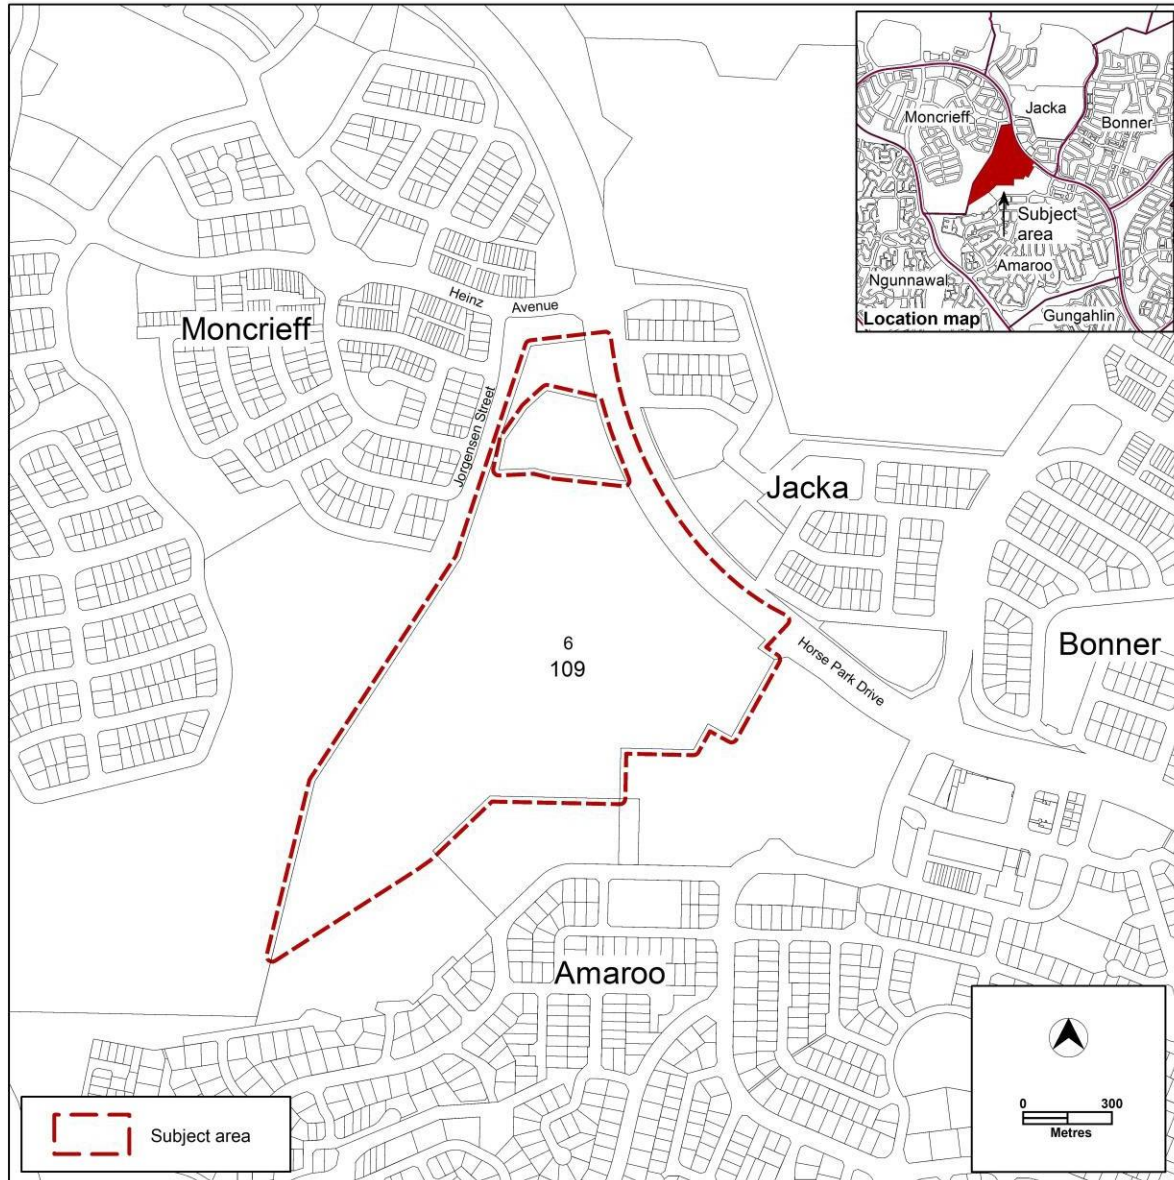 Moncrieff
Jacka
Bonner
Subject
area
Amaroo
Ngunnawal
Gungahlin
Location map
Heinz Avenue
Moncrieff
Jorgensen Street
Jacka
6
109
Horse Park Drive
Bonner
Amaroo
0 300
Metres
Subject area